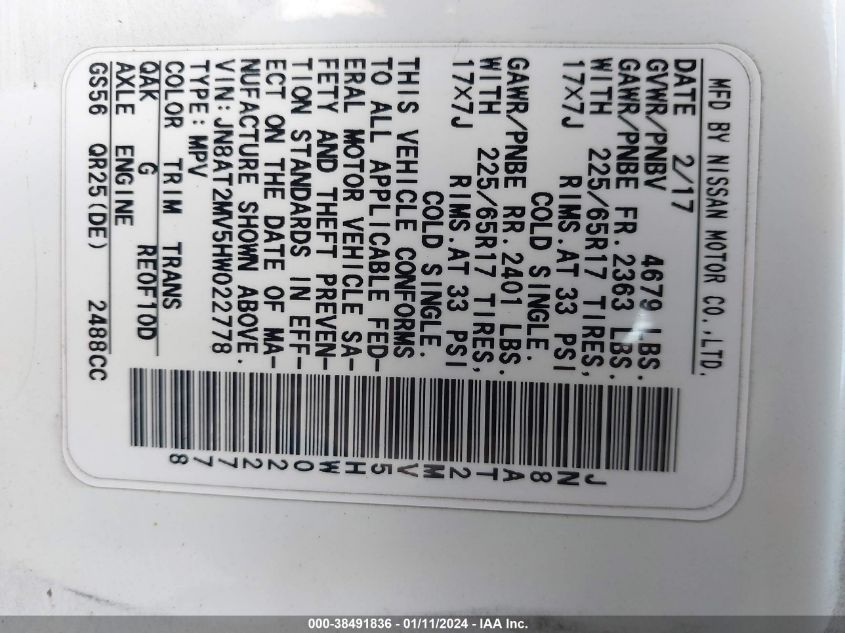 MFD BY NISSAN MOTOR CO.,LTD.
DATE 2/17
GVWR/PNBV 4679 LBS.
GAWR/PNBE FR. 2363 LBS.
WITH 225/65R17 TIRES,
17X7J RIMS.AT 33 PSI
COLD SINGLE.
GAWR/PNBE RR. 2401 LBS.
WITH 225/65R17 TIRES,
17X7J RIMS.AT 33 PSI
COLD SINGLE.
THIS VEHICLE CONFORMS
TO ALL APPLICABLE FED-
ERAL MOTOR VEHICLE SA-
FETY AND THEFT PREVEN-
TION STANDARDS IN EFF-
ECT ON THE DATE OF MA-
NUFACTURE SHOWN ABOVE.
VIN: JN8AT2MV5HW022778
TYPE: MPV
COLOR TRIM TRANS
QAK G RE0F10D
AXLE ENGINE
GS56 QR25(DE) 2488CC
JN8AT2MV5HW022778
000-38491836 - 01/11/2024 - IAA Inc.